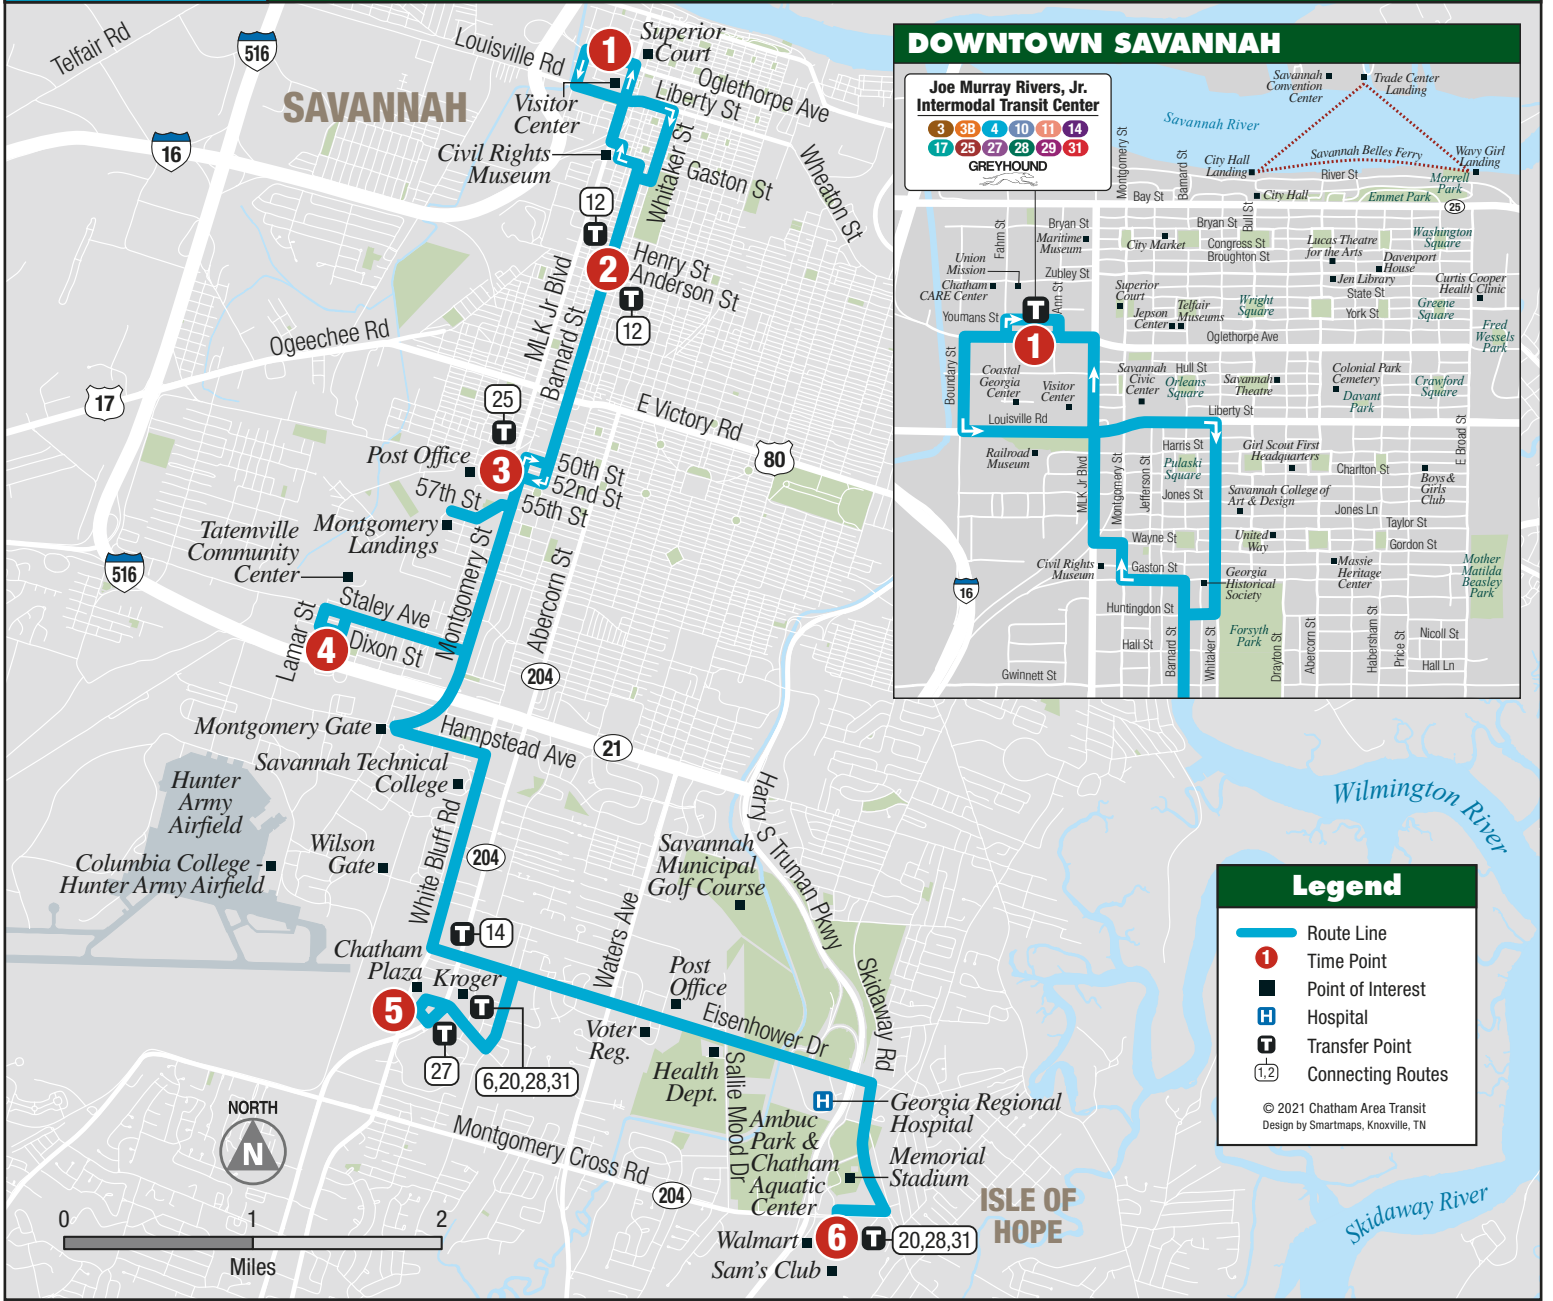 Telfair Rd
516
SAVANNAH
16
Louisville Rd
1
Superior
Court
Oglethorpe Ave
Liberty St
Visitor
Center
Civil Rights
Museum
Whitaker St
Gaston St
Wheaton St
12
T
2
Henry St
Anderson St
T
12
MLK Jr Blvd
Barnard St
Ogeechee Rd
17
25
T
E Victory Rd
80
Post Office
3
50th St
52nd St
55th St
57th St
Montgomery
Landings
Tatemville
Community
Center
516
Montgomery St
Abercorn St
Staley Ave
Lamar St
4
Dixon St
204
Montgomery Gate
Hampstead Ave
21
Savannah Technical
College
Hunter
Army
Airfield
Wilson
Gate
Columbia College -
Hunter Army Airfield
White Bluff Rd
204
Harry S Truman Pkwy
Savannah
Municipal
Golf Course
T
14
Chatham
Plaza
Kroger
5
T
T
27
6,20,28,31
Waters Ave
Post
Office
Voter
Reg.
Eisenhower Dr
Skidaway Rd
Health
Dept.
Sallie Mood Dr
H
Georgia Regional
Hospital
Ambuc
Park &
Chatham
Aquatic
Center
Memorial
Stadium
Montgomery Cross Rd
204
ISLE OF
HOPE
Walmart
6
T
20,28,31
Sam's Club
NORTH
N
0 1 2
Miles
Wilmington River
Skidaway River
DOWNTOWN SAVANNAH
Joe Murray Rivers, Jr.
Intermodal Transit Center
3 3B 4 10 11 14
17 25 27 28 29 31
GREYHOUND
Savannah
Convention
Center
Trade Center
Landing
Savannah River
Savannah Belles Ferry
City Hall
Landing
Wavy Girl
Landing
River St
Morrell
Park
Montgomery St
Barnard St
Bay St
City Hall
Emmet Park
25
Bull St
Fahm St
Bryan St
Maritime
Museum
City Market
Bryan St
Congress St
Broughton St
Lucas Theatre
for the Arts
Washington
Square
Davenport
House
Union
Mission
Zubley St
Jen Library
Curtis Cooper
Health Clinic
Chatham
CARE Center
Ann St
Superior
Court
Telfair
Museums
Jepson
Center
Wright
Square
State St
York St
Greene
Square
Youmans St
T
1
Oglethorpe Ave
Fred
Wessels
Park
Boundary St
Coastal
Georgia
Center
Visitor
Center
Savannah
Civic
Center
Hull St
Orleans
Square
Savannah
Theatre
Colonial Park
Cemetery
Davant
Park
Crawford
Square
Louisville Rd
Liberty St
Railroad
Museum
MLK Jr Blvd
Montgomery St
Jefferson St
Harris St
Pulaski
Square
Jones St
Girl Scout First
Headquarters
Charlton St
E Broad St
Boys &
Girls
Club
Savannah College of
Art & Design
Jones Ln
Taylor St
Gordon St
Wayne St
United
Way
Civil Rights
Museum
Gaston St
Georgia
Historical
Society
Massie
Heritage
Center
Mother
Matilda
Beasley
Park
16
Huntingdon St
Hall St
Barnard St
Whitaker St
Forsyth
Park
Drayton St
Abercorn St
Habersham St
Price St
Nicoll St
Hall Ln
Gwinnett St
Legend
Route Line
1 Time Point
Point of Interest
H Hospital
T Transfer Point
1,2 Connecting Routes
© 2021 Chatham Area Transit
Design by Smartmaps, Knoxville, TN